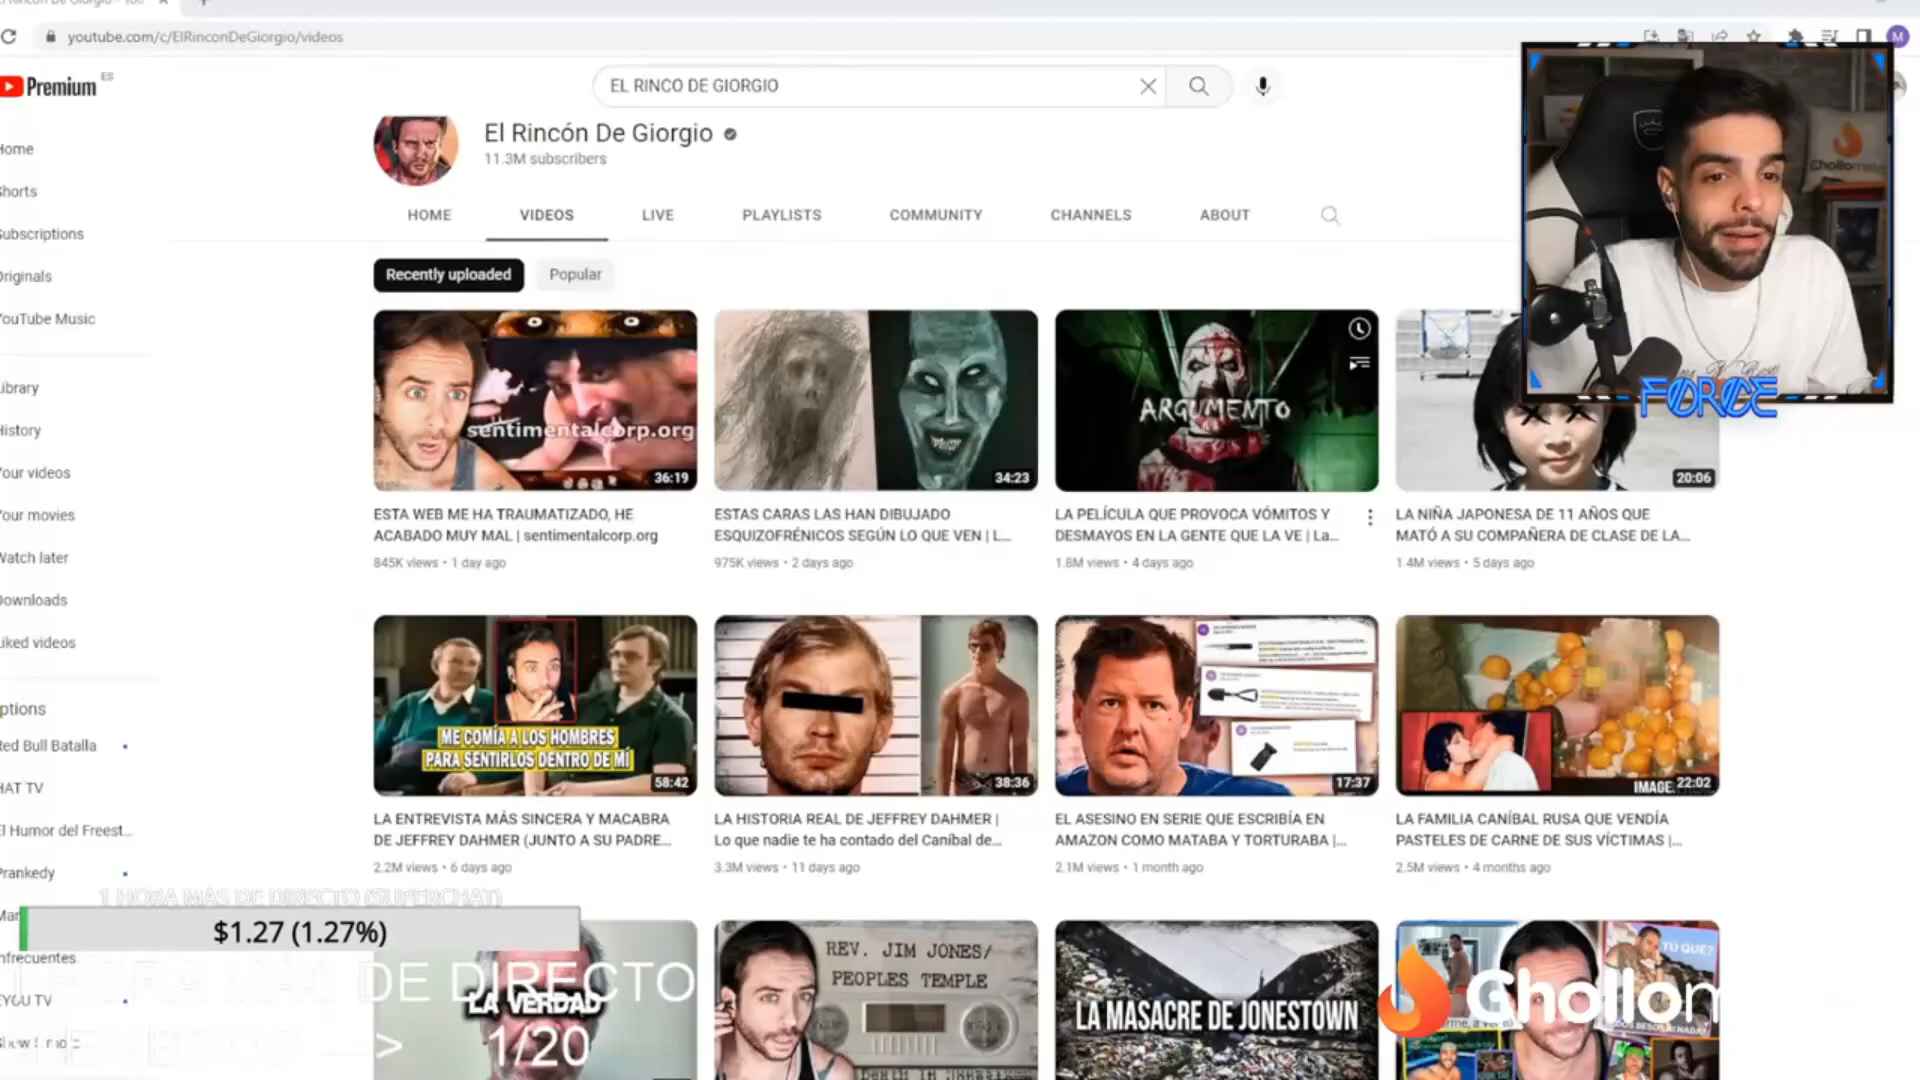 youtube.com/c/ElRinconDeGiorgio/videos
Premium
ES
EL RINCO DE GIORGIO
M
El Rincón De Giorgio
11.3M subscribers
HOME
VIDEOS
LIVE
PLAYLISTS
COMMUNITY
CHANNELS
ABOUT
Recently uploaded
Popular
Home
Shorts
Subscriptions
Originals
YouTube Music
Library
History
Your videos
Your movies
Watch later
Downloads
Liked videos
Red Bull Batalla
HAT TV
El Humor del Freest...
Prankedy
FORCE
sentimentalcorp.org
36:19
ESTA WEB ME HA TRAUMATIZADO, HE
ACABADO MUY MAL | sentimentalcorp.org
845K views • 1 day ago
34:23
ESTAS CARAS LAS HAN DIBUJADO
ESQUIZOFRÉNICOS SEGÚN LO QUE VEN | L...
975K views • 2 days ago
ARGUMENTO
LA PELÍCULA QUE PROVOCA VÓMITOS Y
DESMAYOS EN LA GENTE QUE LA VE | La...
1.8M views • 4 days ago
20:06
LA NIÑA JAPONESA DE 11 AÑOS QUE
MATÓ A SU COMPAÑERA DE CLASE DE LA...
1.4M views • 5 days ago
ME COMÍA A LOS HOMBRES
PARA SENTIRLOS DENTRO DE MÍ
58:42
LA ENTREVISTA MÁS SINCERA Y MACABRA
DE JEFFREY DAHMER (JUNTO A SU PADRE...
2.2M views • 6 days ago
38:36
LA HISTORIA REAL DE JEFFREY DAHMER |
Lo que nadie te ha contado del Caníbal de...
3.3M views • 11 days ago
17:37
EL ASESINO EN SERIE QUE ESCRIBÍA EN
AMAZON COMO MATABA Y TORTURABA |...
2.1M views • 1 month ago
IMAGE:
22:02
LA FAMILIA CANÍBAL RUSA QUE VENDÍA
PASTELES DE CARNE DE SUS VÍCTIMAS |...
2.5M views • 4 months ago
1 HORA MÁS DE DIRECTO (SUPERCHAT)
$1.27 (1.27%)
DE DIRECTO
1/20
LA VERDAD
REV. JIM JONES/
PEOPLES TEMPLE
LA MASACRE DE JONESTOWN
TU QUE?
Chollom